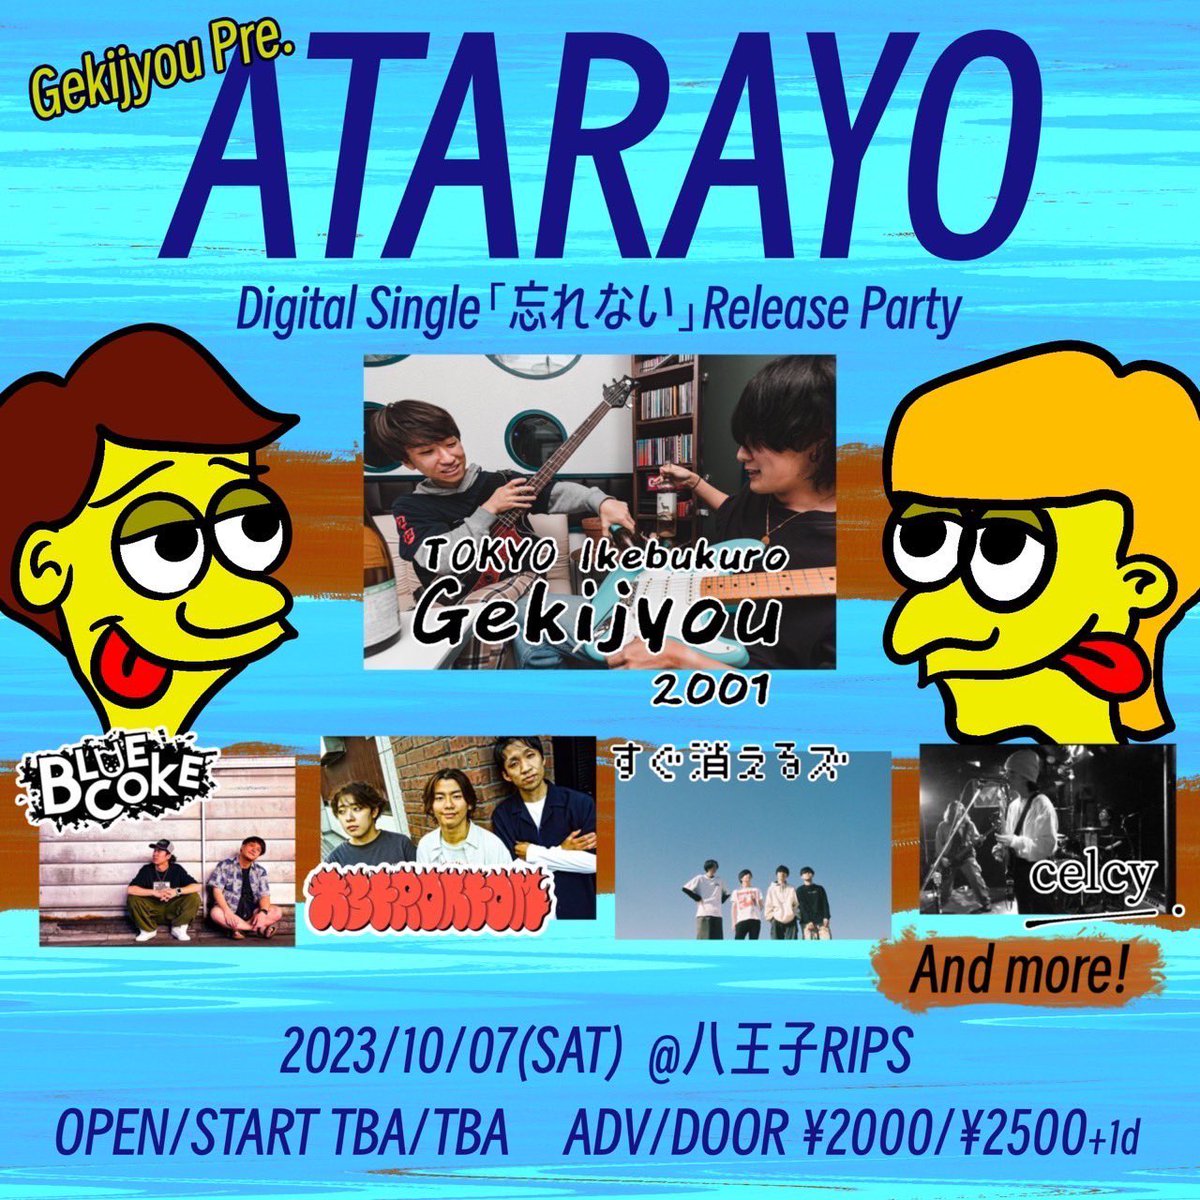 Gekijyou Pre.
ATARAYO
Digital Single「忘れない」Release Party
TOKYO Ikebukuro
Gekijyou
2001
BLUE
COKE
すぐ消えるズ
celcy
And more!
2023/10/07(SAT) @八王子RIPS
OPEN/START TBA/TBA ADV/DOOR ¥2000/¥2500+1d